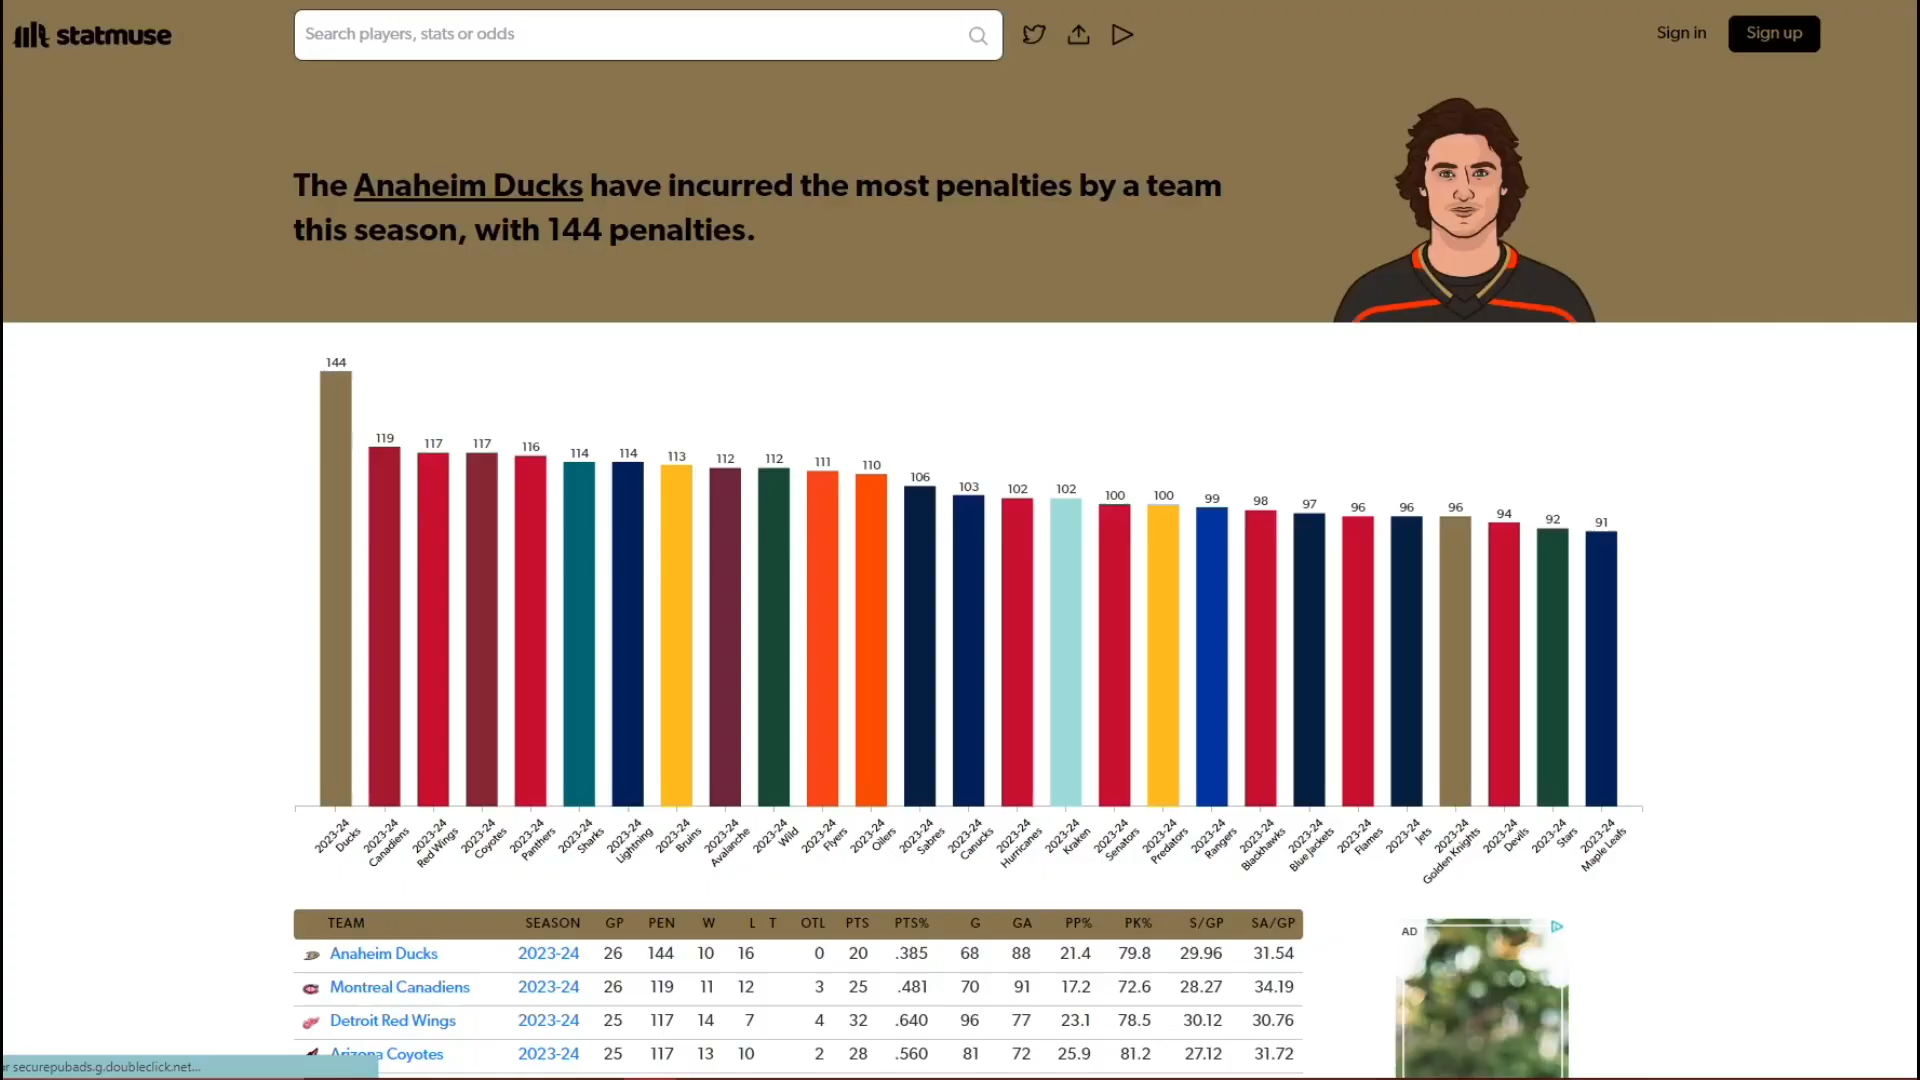 statmuse
Search players, stats or odds
Sign in
Sign up
The Anaheim Ducks have incurred the most penalties by a team
this season, with 144 penalties.
144
119
117
117
116
114
114
113
112
112
111
110
106
103
102
102
100
100
99
98
97
96
96
96
94
92
91
2023-24
Ducks
2023-24
Canadiens
2023-24
Red Wings
2023-24
Coyotes
2023-24
Panthers
2023-24
Sharks
2023-24
Lightning
2023-24
Bruins
2023-24
Avalanche
2023-24
Wild
2023-24
Flyers
2023-24
Oilers
2023-24
Sabres
2023-24
Canucks
2023-24
Hurricanes
2023-24
Kraken
2023-24
Senators
2023-24
Predators
2023-24
Rangers
2023-24
Blackhawks
2023-24
Blue Jackets
2023-24
Flames
2023-24
Jets
2023-24
Golden Knights
2023-24
Devils
2023-24
Stars
2023-24
Maple Leafs
TEAM SEASON GP PEN W L T OTL PTS PTS% G GA PP% PK% S/GP SA/GP
Anaheim Ducks 2023-24 26 144 10 16 0 20 .385 68 88 21.4 79.8 29.96 31.54
Montreal Canadiens 2023-24 26 119 11 12 3 25 .481 70 91 17.2 72.6 28.27 34.19
Detroit Red Wings 2023-24 25 117 14 7 4 32 .640 96 77 23.1 78.5 30.12 30.76
Arizona Coyotes 2023-24 25 117 13 10 2 28 .560 81 72 25.9 81.2 27.12 31.72
AD
securepubads.g.doubleclick.net...